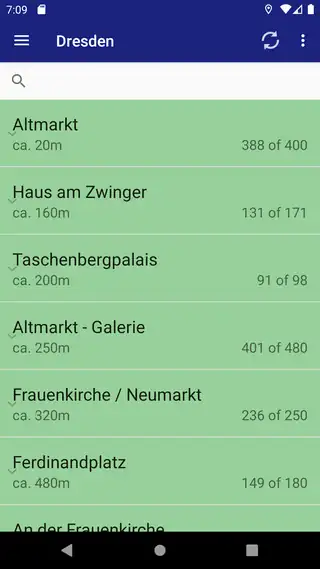 7:09
Dresden
Altmarkt
ca. 20m 388 of 400
Haus am Zwinger
ca. 160m 131 of 171
Taschenbergpalais
ca. 200m 91 of 98
Altmarkt - Galerie
ca. 250m 401 of 480
Frauenkirche / Neumarkt
ca. 320m 236 of 250
Ferdinandplatz
ca. 480m 149 of 180
An der Frauenkirche